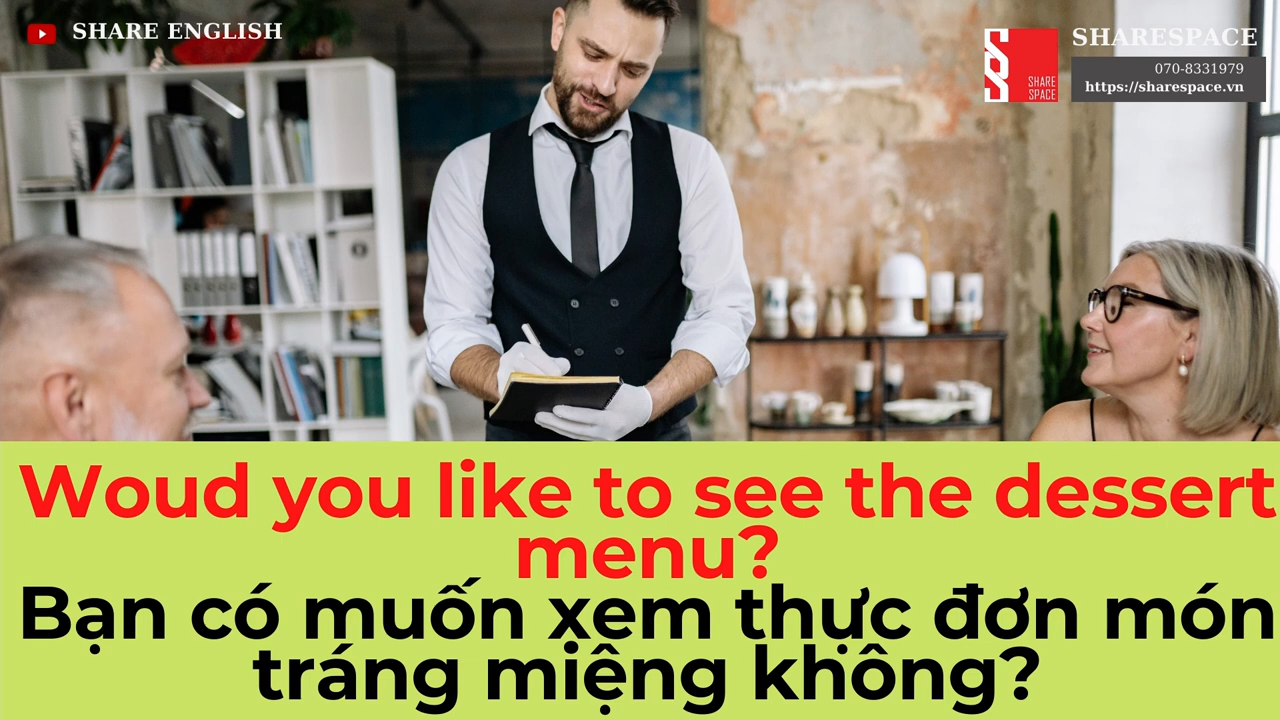 SHARE ENGLISH
SHARE
SPACE
SHARESPACE
070-8331979
https://sharespace.vn
Woud you like to see the dessert
menu?
Bạn có muốn xem thực đơn món
tráng miệng không?